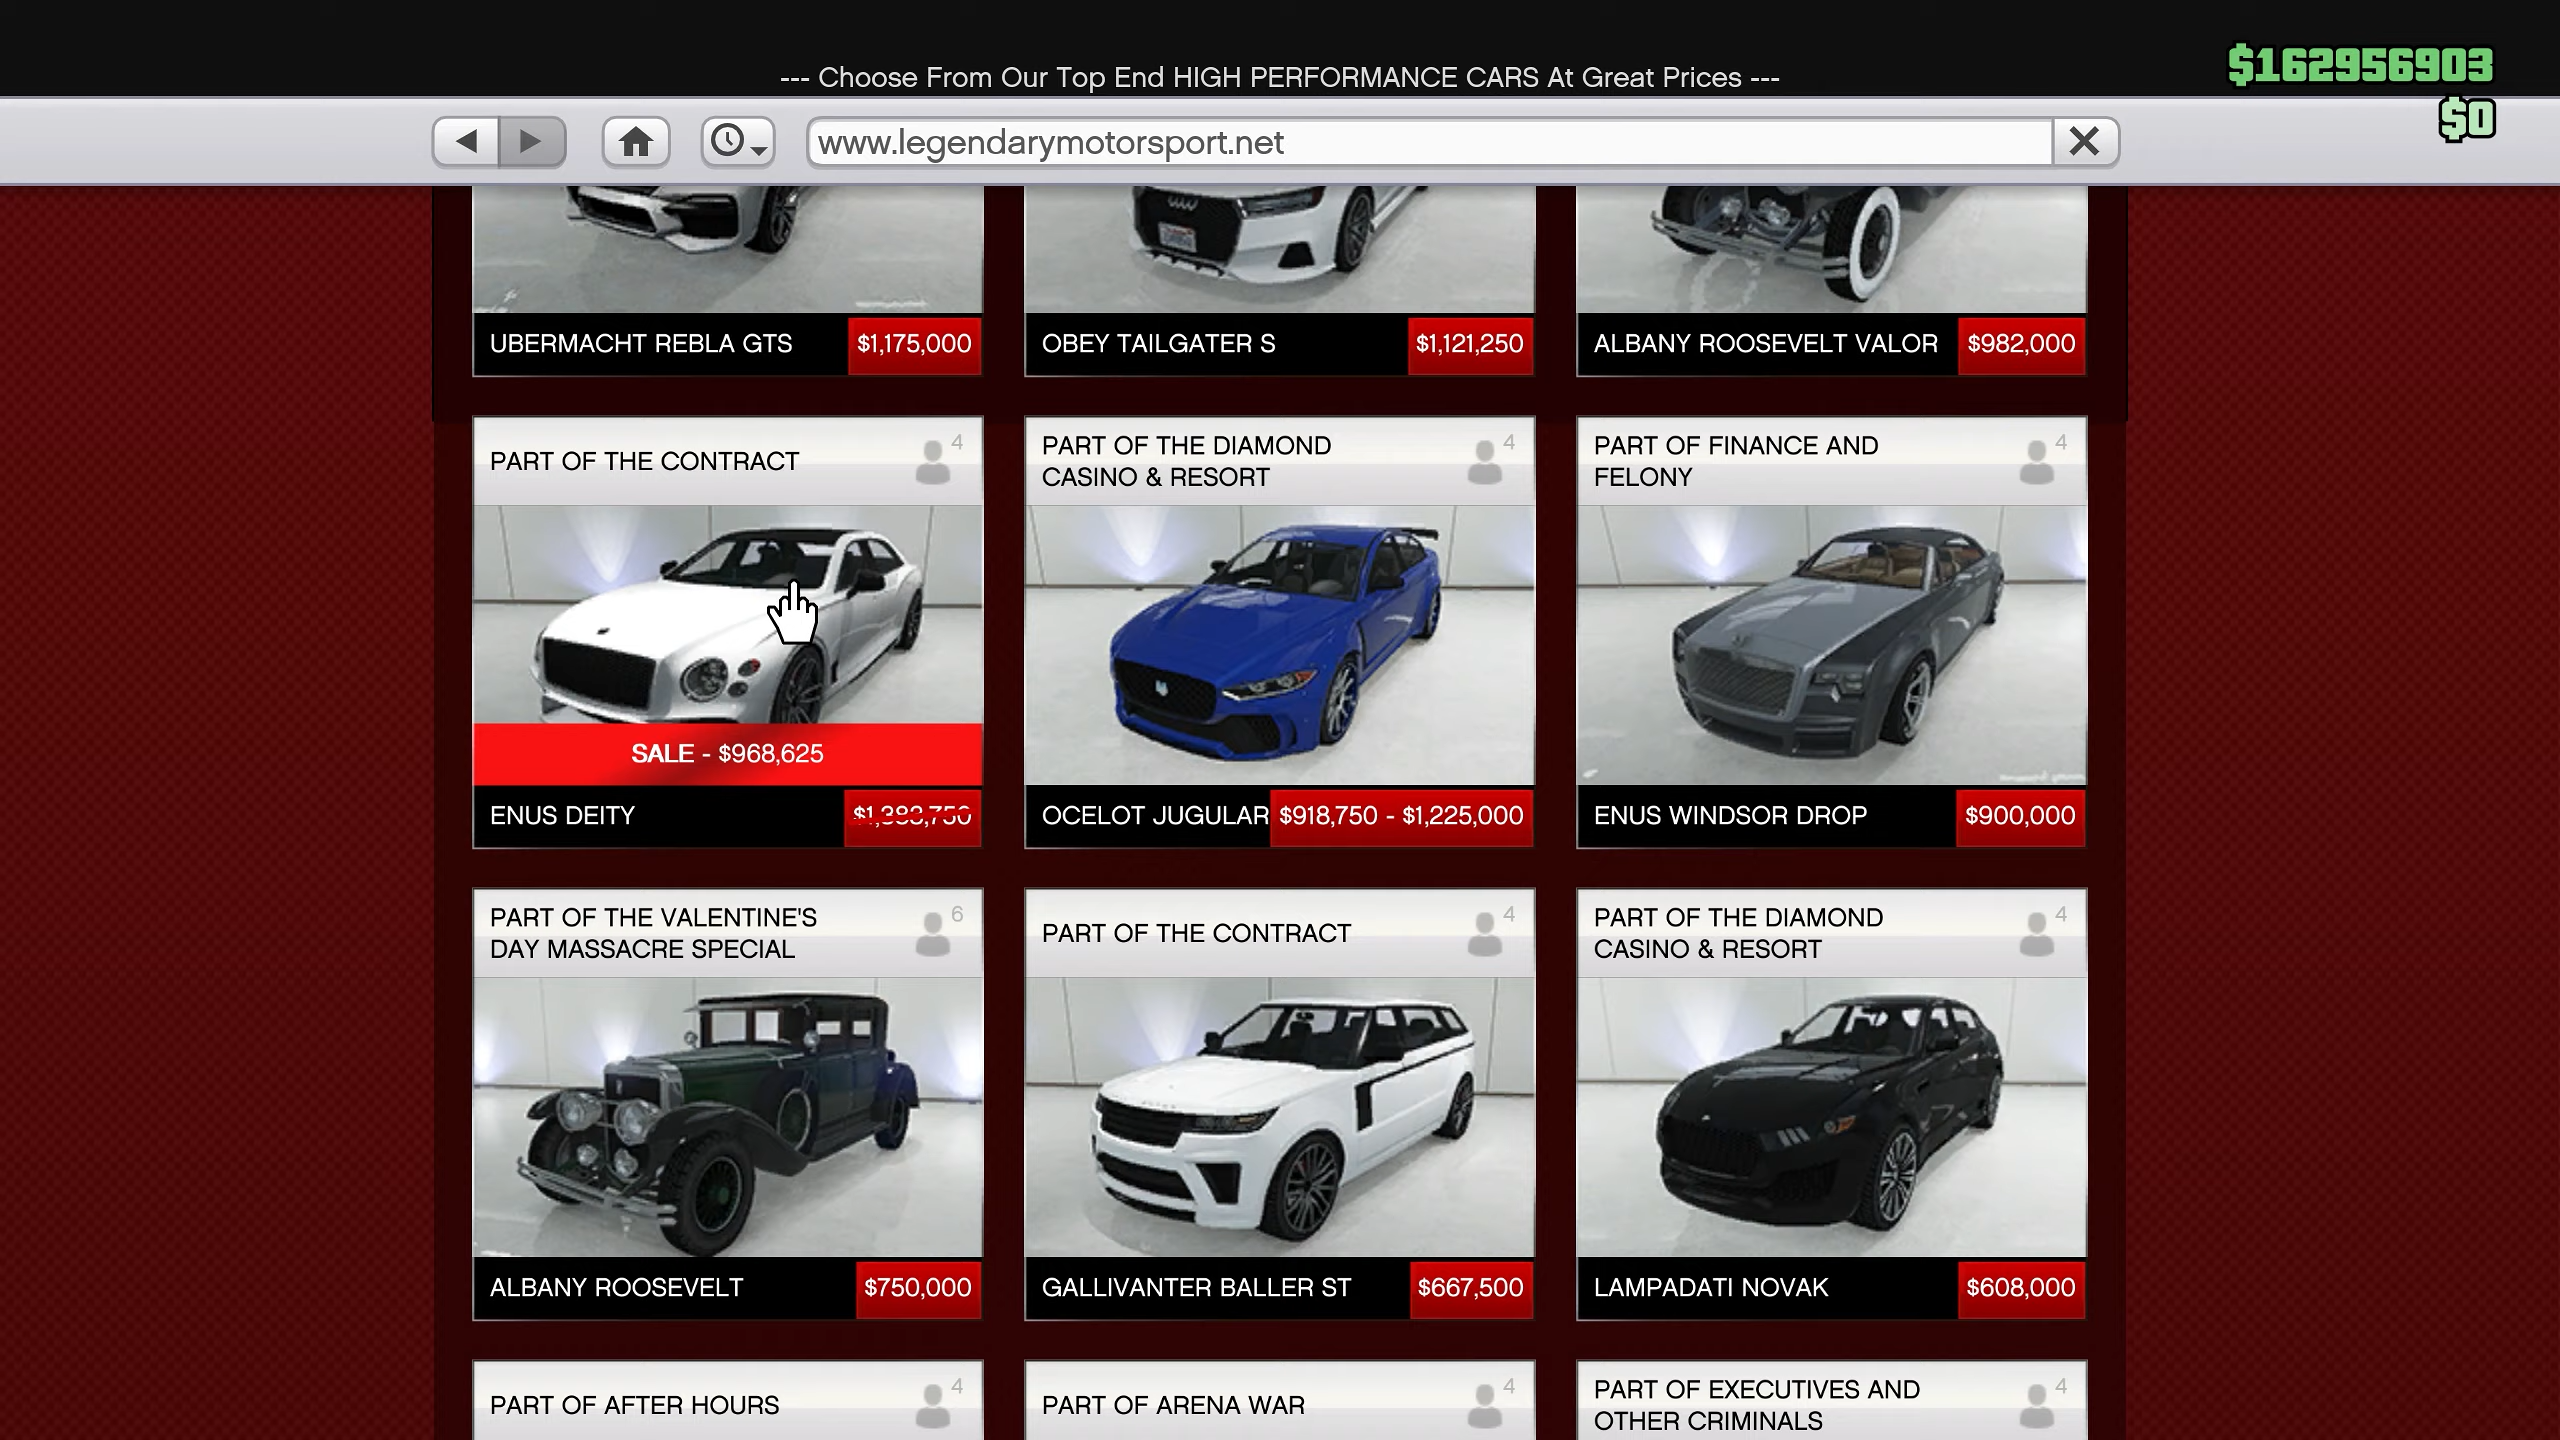 --- Choose From Our Top End HIGH PERFORMANCE CARS At Great Prices ---
$162956903
$0
www.legendarymotorsport.net
UBERMACHT REBLA GTS $1,175,000
OBEY TAILGATER S $1,121,250
ALBANY ROOSEVELT VALOR $982,000
PART OF THE CONTRACT 4
SALE - $968,625
ENUS DEITY $1,383,750
PART OF THE DIAMOND
CASINO & RESORT 4
OCELOT JUGULAR $918,750 - $1,225,000
PART OF FINANCE AND
FELONY 4
ENUS WINDSOR DROP $900,000
PART OF THE VALENTINE'S
DAY MASSACRE SPECIAL 6
ALBANY ROOSEVELT $750,000
PART OF THE CONTRACT 4
GALLIVANTER BALLER ST $667,500
PART OF THE DIAMOND
CASINO & RESORT 4
LAMPADATI NOVAK $608,000
PART OF AFTER HOURS 4
PART OF ARENA WAR 4
PART OF EXECUTIVES AND
OTHER CRIMINALS 4